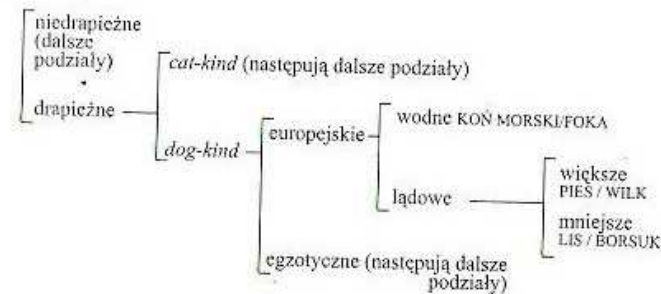 niedrapieżne
(dalsze
podziały)
drapieżne
cat-kind (następują dalsze podziały)
dog-kind
europejskie
wodne KOŃ MORSKI/FOKA
lądowe
większe
PIES / WILK
mniejsze
LIS / BORSUK
egzotyczne (następują dalsze
podziały)